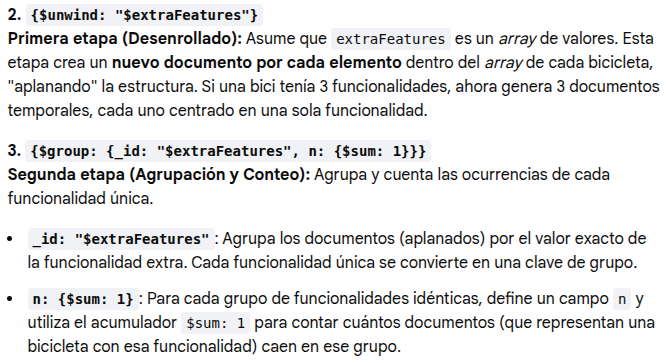 2. {$unwind: "$extraFeatures"}
Primera etapa (Desenrollado): Asume que extraFeatures es un array de valores. Esta
etapa crea un nuevo documento por cada elemento dentro del array de cada bicicleta,
"aplanando" la estructura. Si una bici tenía 3 funcionalidades, ahora genera 3 documentos
temporales, cada uno centrado en una sola funcionalidad.
3. {$group: {_id: "$extraFeatures", n: {$sum: 1}}}
Segunda etapa (Agrupación y Conteo): Agrupa y cuenta las ocurrencias de cada
funcionalidad única.
• _id: "$extraFeatures" : Agrupa los documentos (aplanados) por el valor exacto de
la funcionalidad extra. Cada funcionalidad única se convierte en una clave de grupo.
• n: {$sum: 1} : Para cada grupo de funcionalidades idénticas, define un campo n y
utiliza el acumulador $sum: 1 para contar cuántos documentos (que representan una
bicicleta con esa funcionalidad) caen en ese grupo.